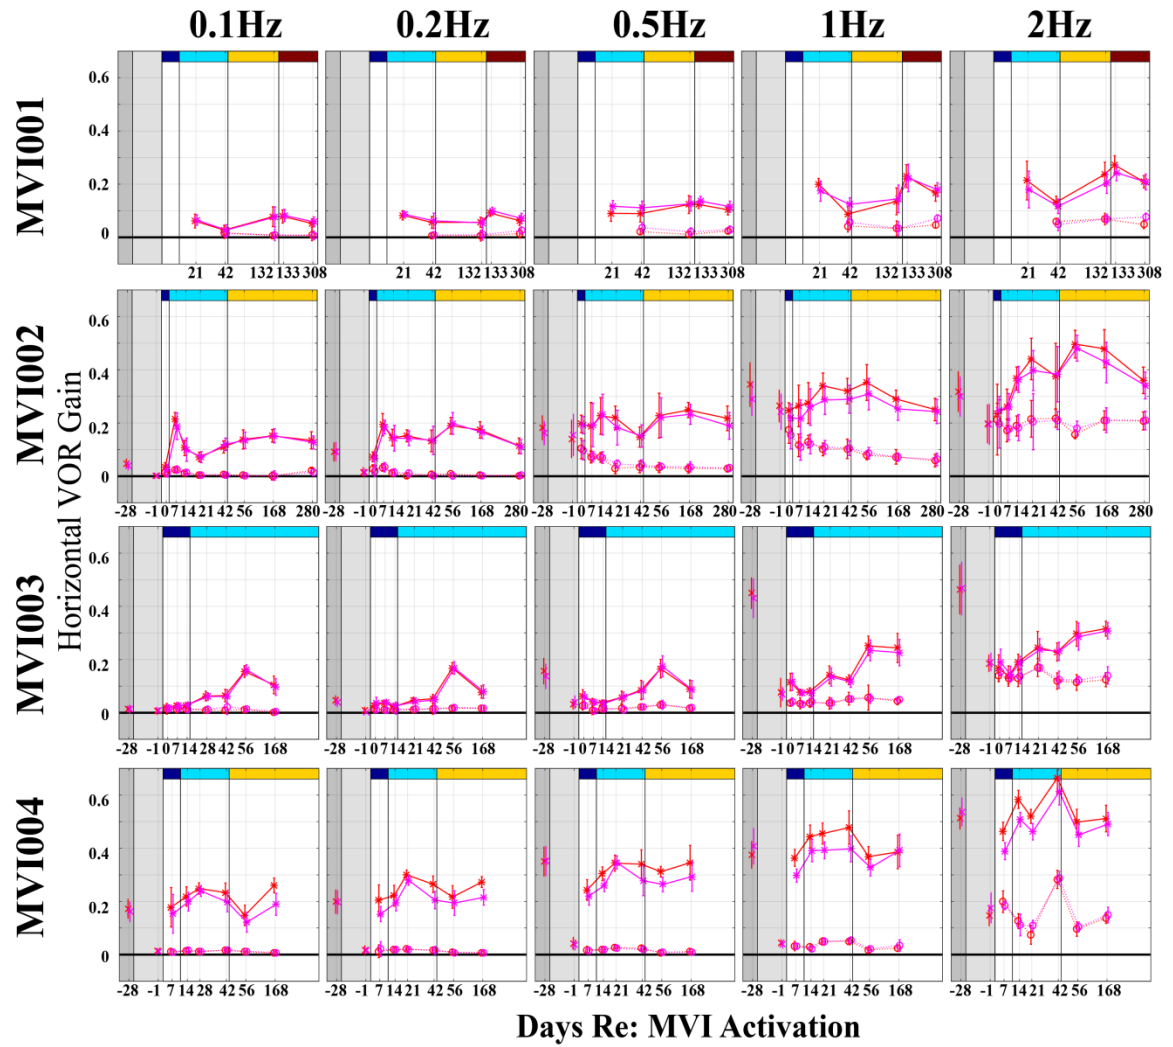 0.1Hz 0.2Hz 0.5Hz 1Hz 2Hz
MVI001
0.6
0.4
0.2
0
21 42 132 133 308
21 42 132 133 308
21 42 132 133 308
21 42 132 133 308
21 42 132 133 308
MVI002
Horizontal VOR Gain
0.6
0.4
0.2
0
-28 -1 0 7 14 21 42 56 168 280
-28 -1 0 7 14 21 42 56 168 280
-28 -1 0 7 14 21 42 56 168 280
-28 -1 0 7 14 21 42 56 168 280
-28 -1 0 7 14 21 42 56 168 280
MVI003
0.6
0.4
0.2
0
-28 -1 0 7 14 28 42 56 168
-28 -1 0 7 14 21 42 56 168
-28 -1 0 7 14 21 42 56 168
-28 -1 0 7 14 21 42 56 168
-28 -1 0 7 14 21 42 56 168
MVI004
0.6
0.4
0.2
0
-28 -1 7 14 28 42 56 168
-28 -1 7 14 21 42 56 168
-28 -1 7 14 21 42 56 168
-28 -1 7 14 21 42 56 168
-28 -1 7 14 21 42 56 168
Days Re: MVI Activation